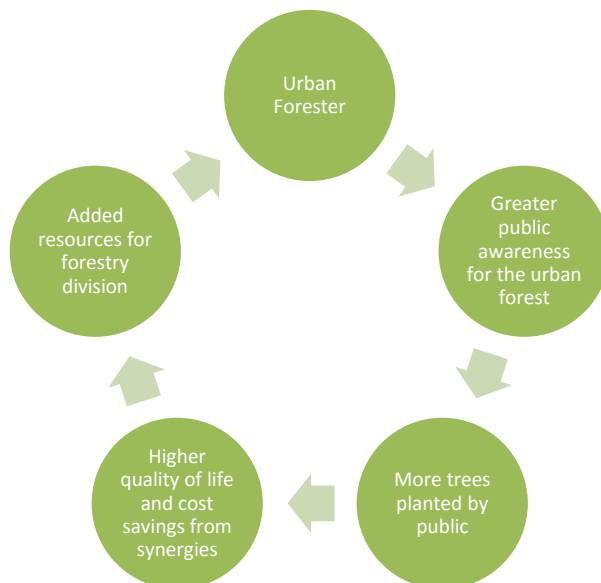 Urban
Forester
Greater
public
awareness
for the urban
forest
More trees
planted by
public
Higher
quality of life
and cost
savings from
synergies
Added
resources for
forestry
division